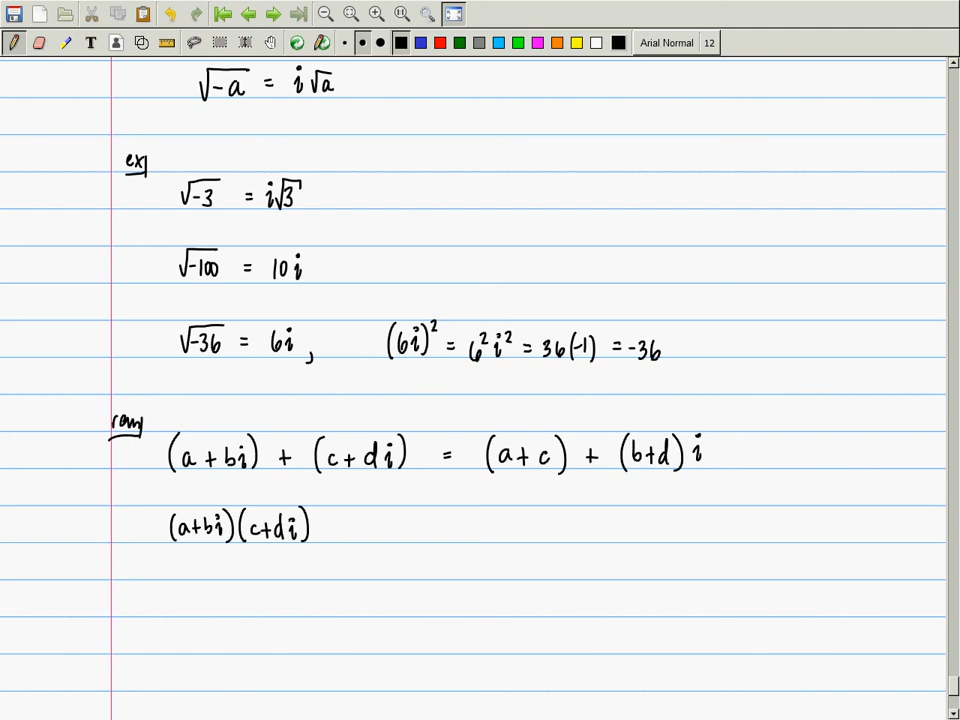 T Arial Normal 12
√-a = i√a
ex
√-3 = i√3
√-100 = 10i
√-36 = 6i, (6i)² = 6²i² = 36(-1) = -36
rem
(a+bi) + (c+di) = (a+c) + (b+d)i
(a+bi)(c+di)